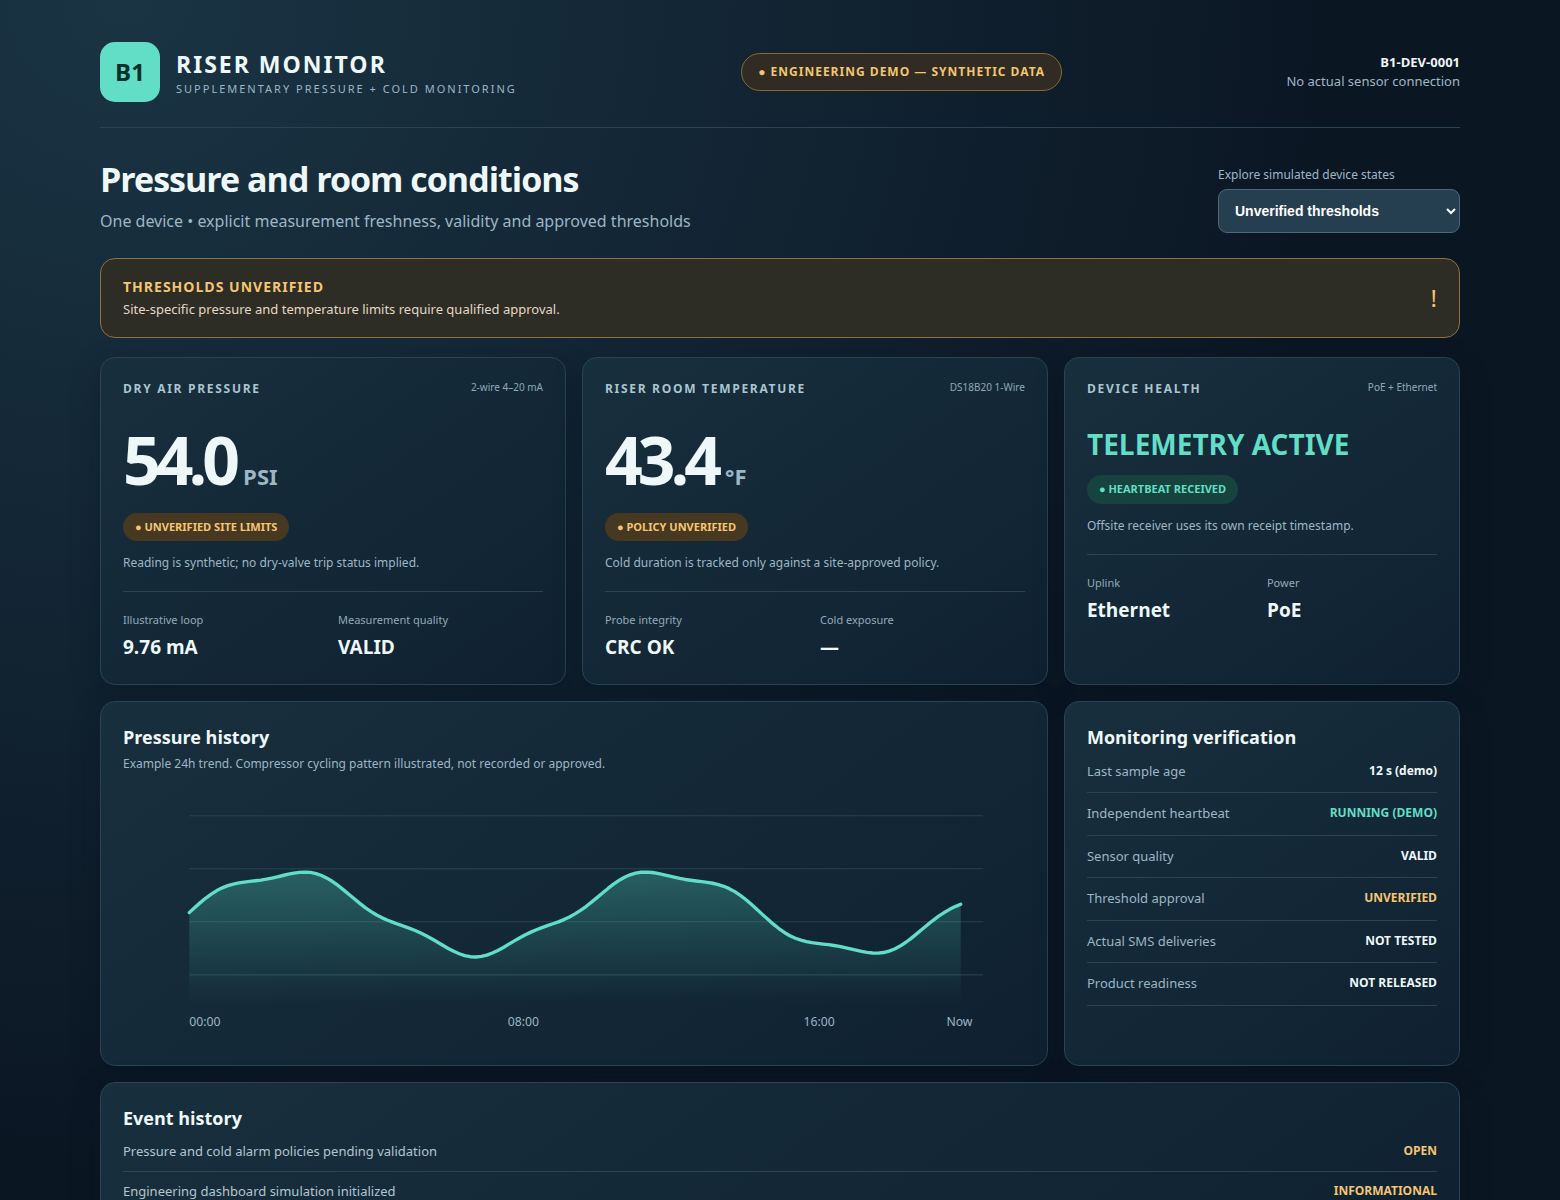 B1
RISER MONITOR
SUPPLEMENTARY PRESSURE + COLD MONITORING
● ENGINEERING DEMO — SYNTHETIC DATA
B1-DEV-0001
No actual sensor connection
Pressure and room conditions
One device • explicit measurement freshness, validity and approved thresholds
Explore simulated device states
Unverified thresholds
THRESHOLDS UNVERIFIED
Site-specific pressure and temperature limits require qualified approval.
!
DRY AIR PRESSURE
2-wire 4–20 mA
54.0 PSI
● UNVERIFIED SITE LIMITS
Reading is synthetic; no dry-valve trip status implied.
Illustrative loop
9.76 mA
Measurement quality
VALID
RISER ROOM TEMPERATURE
DS18B20 1-Wire
43.4 °F
● POLICY UNVERIFIED
Cold duration is tracked only against a site-approved policy.
Probe integrity
CRC OK
Cold exposure
—
DEVICE HEALTH
PoE + Ethernet
TELEMETRY ACTIVE
● HEARTBEAT RECEIVED
Offsite receiver uses its own receipt timestamp.
Uplink
Ethernet
Power
PoE
Pressure history
Example 24h trend. Compressor cycling pattern illustrated, not recorded or approved.
00:00 08:00 16:00 Now
Monitoring verification
Last sample age 12 s (demo)
Independent heartbeat RUNNING (DEMO)
Sensor quality VALID
Threshold approval UNVERIFIED
Actual SMS deliveries NOT TESTED
Product readiness NOT RELEASED
Event history
Pressure and cold alarm policies pending validation OPEN
Engineering dashboard simulation initialized INFORMATIONAL